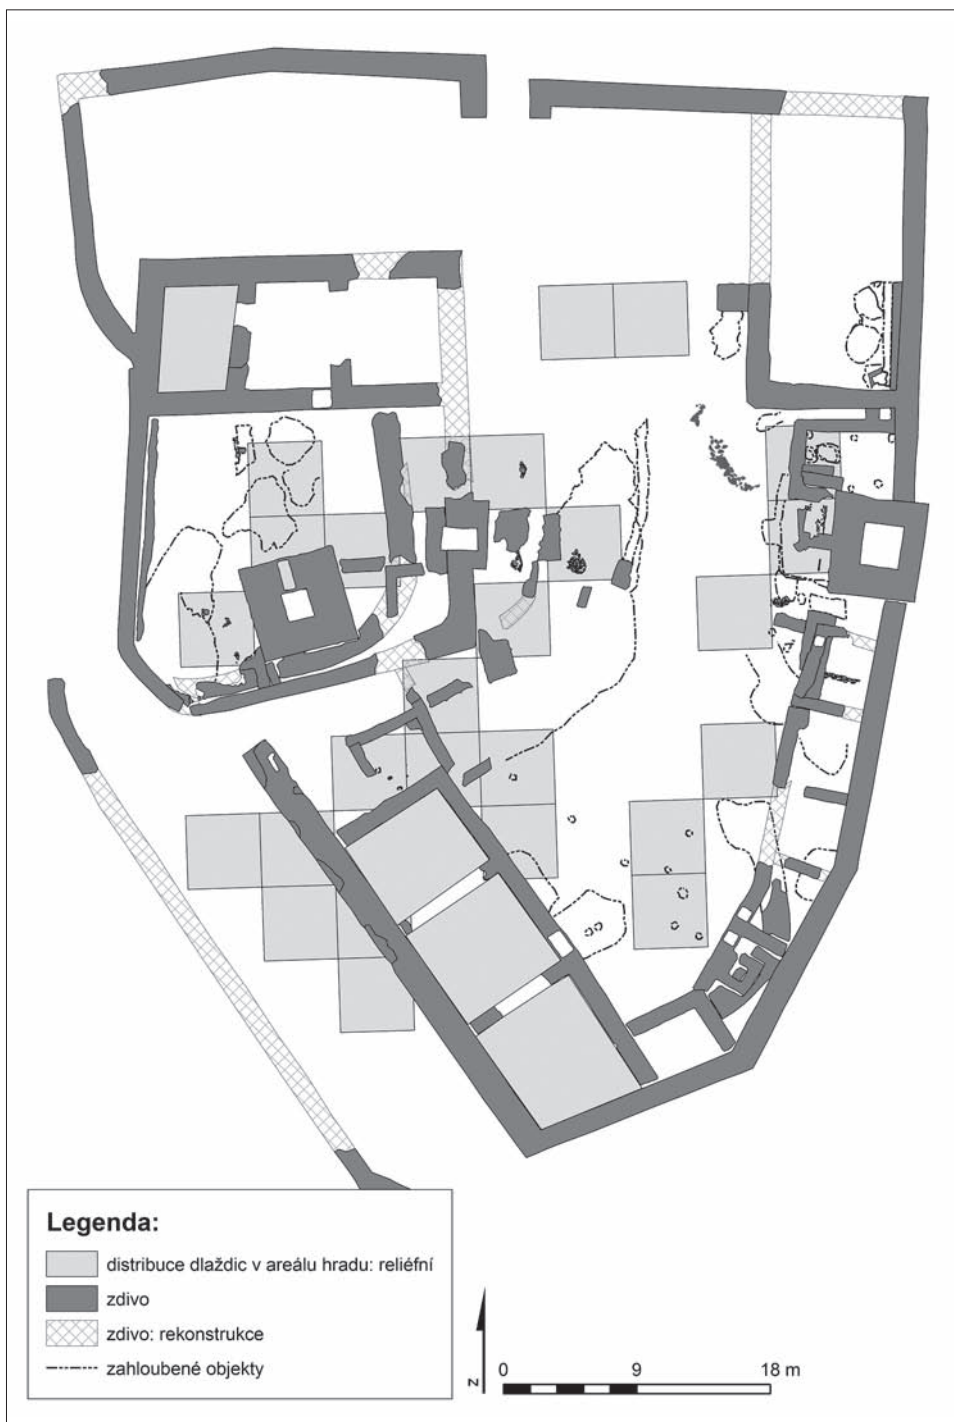 Legenda:
distribuce dlaždic v areálu hradu: reliéfní
zdivo
zdivo: rekonstrukce
zahloubené objekty
z
0 9 18 m